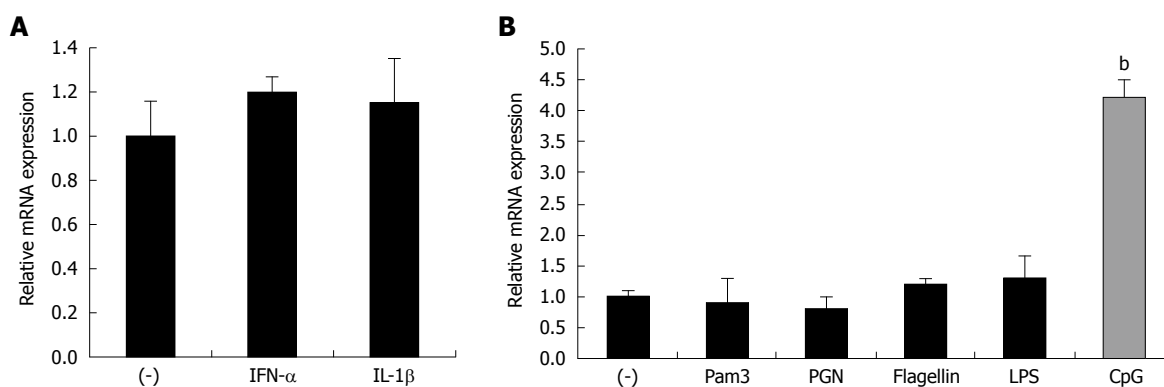 A
Relative mRNA expression
1.4
1.2
1.0
0.8
0.6
0.4
0.2
0.0
(-) IFN-α IL-1β
B
Relative mRNA expression
5.0
4.5
4.0
3.5
3.0
2.5
2.0
1.5
1.0
0.5
0.0
b
(-) Pam3 PGN Flagellin LPS CpG